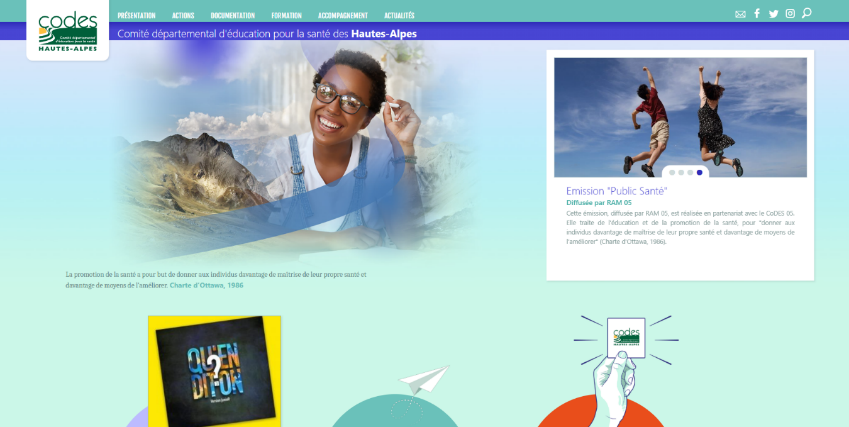 codes
Comité départemental
d'éducation pour la santé
HAUTES-ALPES
PRÉSENTATION ACTIONS DOCUMENTATION FORMATION ACCOMPAGNEMENT ACTUALITÉS
Comité départemental d'éducation pour la santé des Hautes-Alpes
Emission "Public Santé"
Diffusée par RAM 05
Cette émission, diffusée par RAM 05, est réalisée en partenariat avec le CoDES 05.
Elle traite de l'éducation et de la promotion de la santé, pour "donner aux
individus davantage de maîtrise de leur propre santé et davantage de moyens de
l'améliorer" (Charte d'Ottawa, 1986).
La promotion de la santé a pour but de donner aux individus davantage de maîtrise de leur propre santé et
davantage de moyens de l'améliorer. Charte d'Ottawa, 1986
QU'EN
DIT-ON
?
codes
HAUTES-ALPES